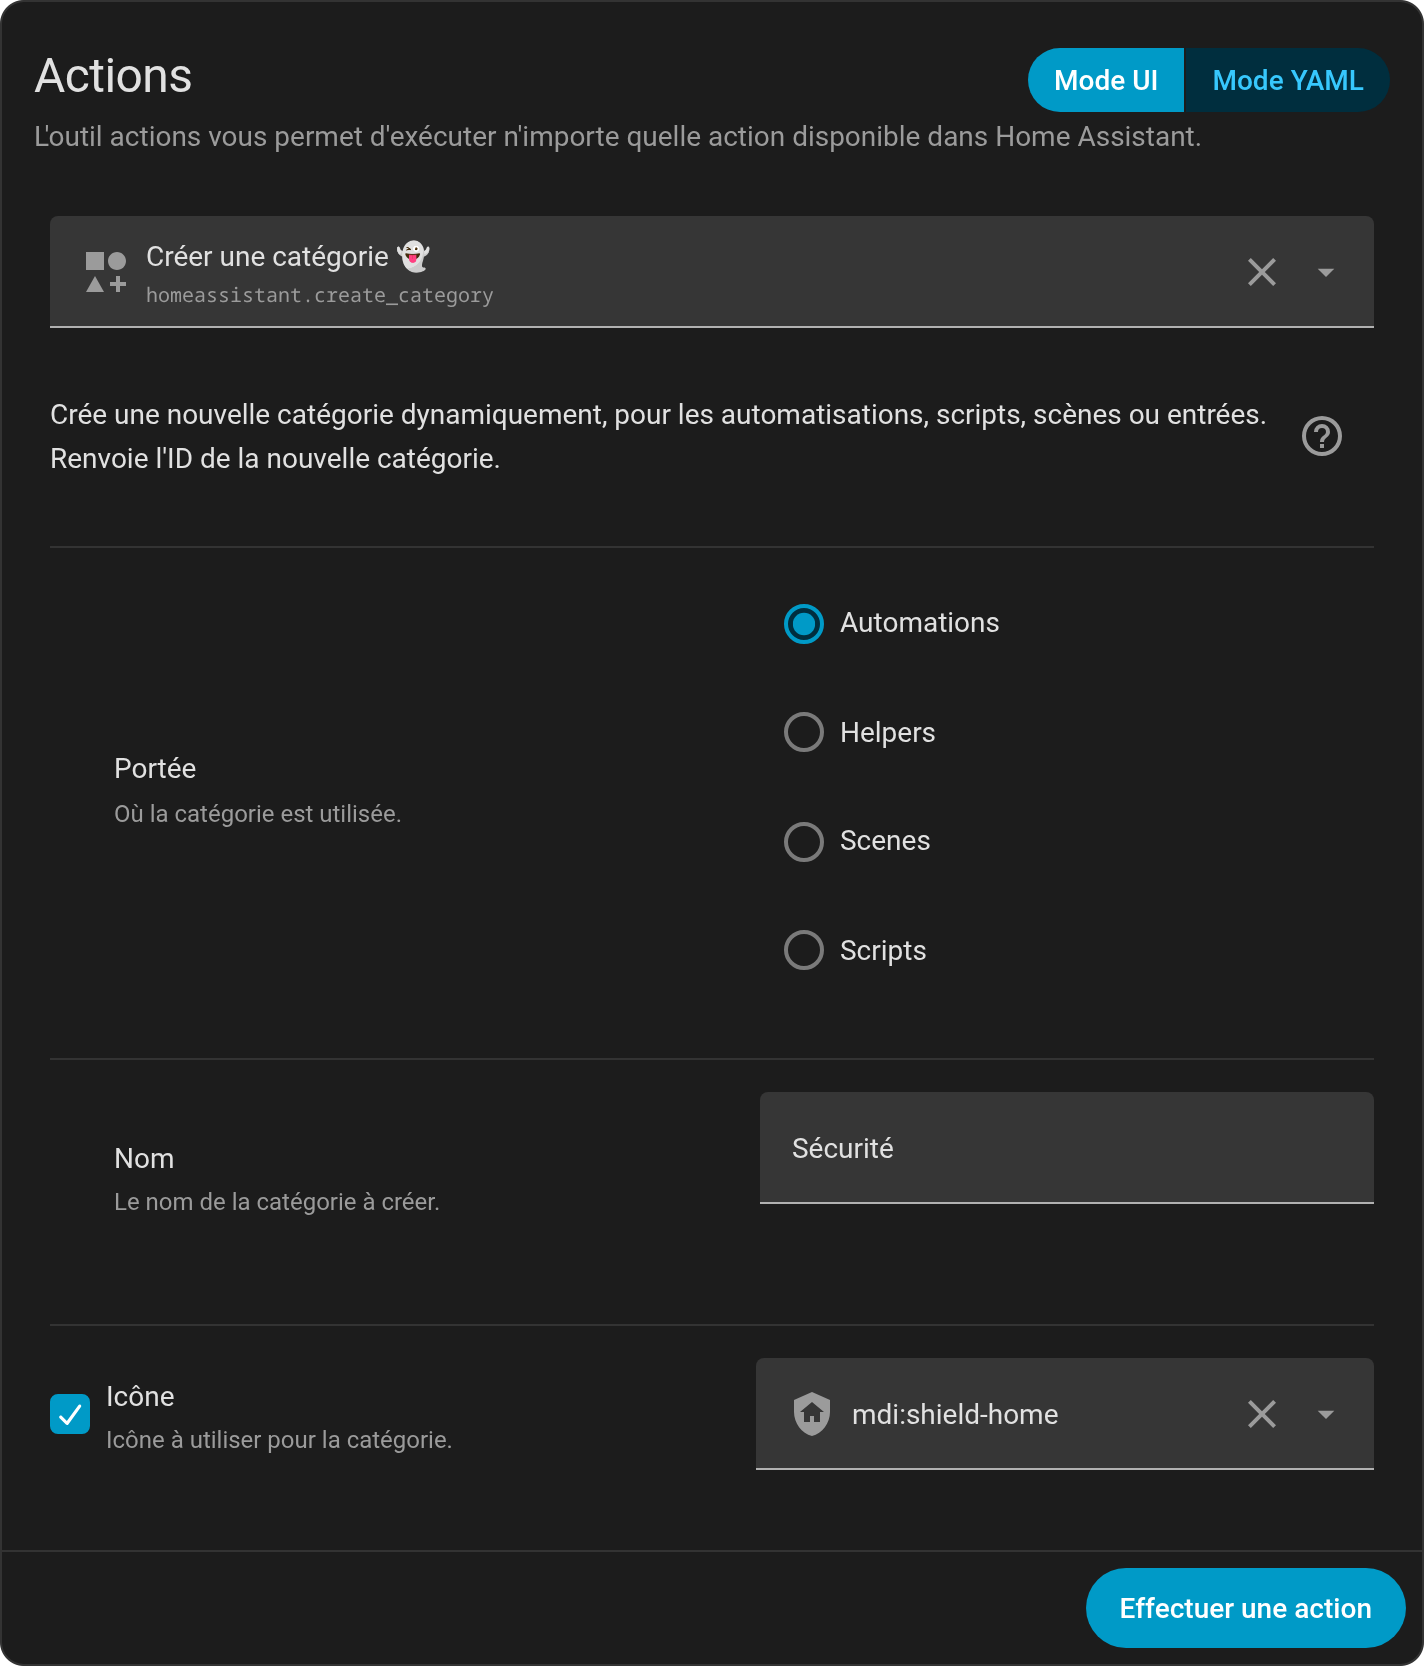 Actions
Mode UI
Mode YAML
L'outil actions vous permet d'exécuter n'importe quelle action disponible dans Home Assistant.
Créer une catégorie 👻
homeassistant.create_category
Crée une nouvelle catégorie dynamiquement, pour les automatisations, scripts, scènes ou entrées.
Renvoie l'ID de la nouvelle catégorie.
Portée
Où la catégorie est utilisée.
Automations
Helpers
Scenes
Scripts
Nom
Le nom de la catégorie à créer.
Sécurité
Icône
Icône à utiliser pour la catégorie.
mdi:shield-home
Effectuer une action